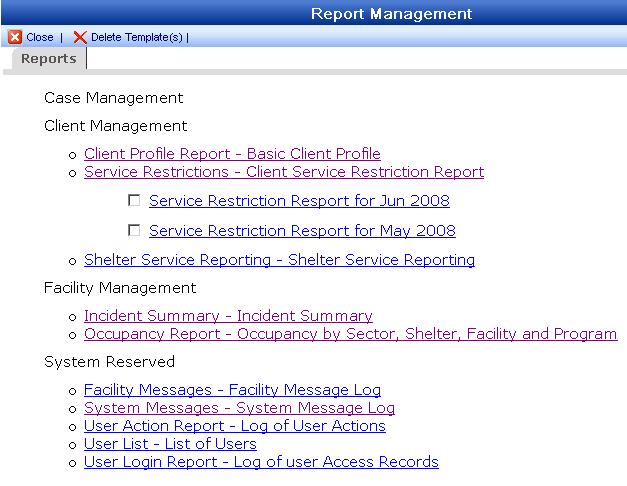 Report Management
Close | Delete Template(s) |
Reports
Case Management
Client Management
Client Profile Report - Basic Client Profile
Service Restrictions - Client Service Restriction Report
Service Restriction Resport for Jun 2008
Service Restriction Resport for May 2008
Shelter Service Reporting - Shelter Service Reporting
Facility Management
Incident Summary - Incident Summary
Occupancy Report - Occupancy by Sector, Shelter, Facility and Program
System Reserved
Facility Messages - Facility Message Log
System Messages - System Message Log
User Action Report - Log of User Actions
User List - List of Users
User Login Report - Log of user Access Records